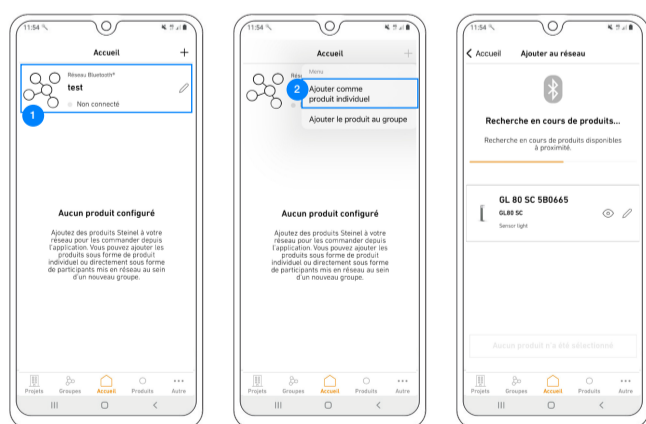 11:54
Accueil
+
Réseau Bluetooth®
test
Non connecté
1
Aucun produit configuré
Ajoutez des produits Steinel à votre
réseau pour les commander depuis
l'application. Vous pouvez ajouter les
produits sous forme de produit
individuel ou directement sous forme
de participants mis en réseau au sein
d'un nouveau groupe.
Projets Groupes Accueil Produits Autre
11:54
Accueil
+
Menu
2
Ajouter comme
produit individuel
Ajouter le produit au groupe
Aucun produit configuré
Ajoutez des produits Steinel à votre
réseau pour les commander depuis
l'application. Vous pouvez ajouter les
produits sous forme de produit
individuel ou directement sous forme
de participants mis en réseau au sein
d'un nouveau groupe.
Projets Groupes Accueil Produits Autre
11:54
Accueil Ajouter au réseau
Recherche en cours de produits...
Recherche en cours de produits disponibles
à proximité.
GL 80 SC 5B0665
GL80 SC
Sensor light
Aucun produit n'a été sélectionné
Projets Groupes Accueil Produits Autre